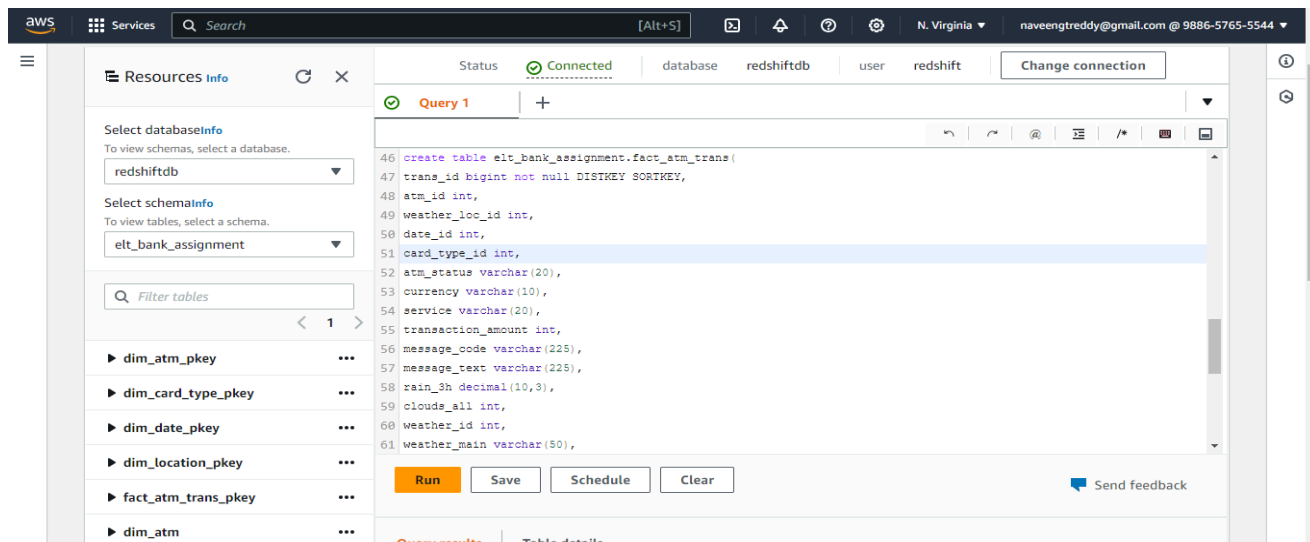 aws Services Search [Alt+S] N. Virginia naveengtreddy@gmail.com @ 9886-5765-5544
Resources Info
Status Connected database redshiftdb user redshift Change connection
Query 1
Select databaseInfo
To view schemas, select a database.
redshiftdb
Select schemaInfo
To view tables, select a schema.
elt_bank_assignment
Filter tables
1
dim_atm_pkey
dim_card_type_pkey
dim_date_pkey
dim_location_pkey
fact_atm_trans_pkey
dim_atm
46 create table elt_bank_assignment.fact_atm_trans(
47 trans_id bigint not null DISTKEY SORTKEY,
48 atm_id int,
49 weather_loc_id int,
50 date_id int,
51 card_type_id int,
52 atm_status varchar(20),
53 currency varchar(10),
54 service varchar(20),
55 transaction_amount int,
56 message_code varchar(225),
57 message_text varchar(225),
58 rain_3h decimal(10,3),
59 clouds_all int,
60 weather_id int,
61 weather_main varchar(50),
Run Save Schedule Clear
Send feedback
Query results Table details